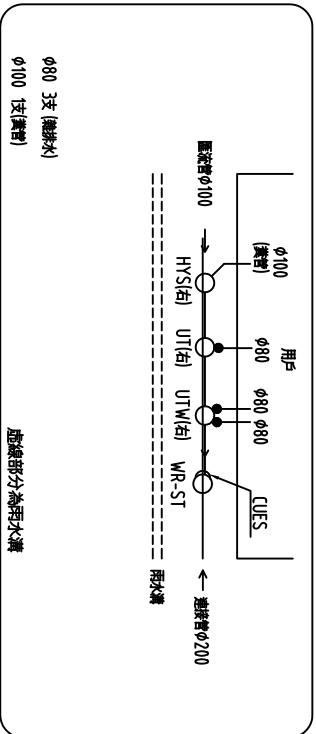 用戶
φ100
(糞管)
φ80
φ80
φ80
CUES
匯流管φ100
HYS(右)
UT(右)
UTW(右)
WR-ST
連接管φ200
雨水溝
φ80 3支 (雜排水)
φ100 1支(糞管)
虛線部分為雨水溝